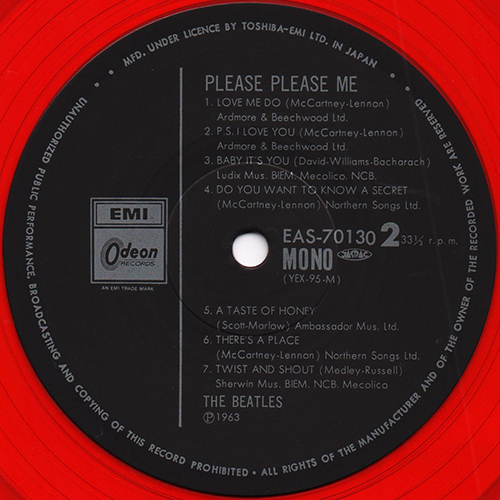 MFD. UNDER LICENCE BY TOSHIBA-EMI LTD. IN JAPAN
UNAUTHORIZED PUBLIC PERFORMANCE, BROADCASTING AND COPYING OF THIS RECORD PROHIBITED • ALL RIGHTS OF THE MANUFACTURER AND OF THE OWNER OF THE RECORDED WORK ARE RESERVED
PLEASE PLEASE ME
1. LOVE ME DO (McCartney-Lennon)
Ardmore & Beechwood Ltd.
2. P.S. I LOVE YOU (McCartney-Lennon)
Ardmore & Beechwood Ltd.
3. BABY IT'S YOU (David-Williams-Bacharach)
Ludix Mus. BIEM. Mecolico. NCB.
4. DO YOU WANT TO KNOW A SECRET
(McCartney-Lennon) Northern Songs Ltd.
EMI
Odeon
RECORDS
AN EMI TRADE MARK
EAS-70130 2 33⅓ r.p.m.
MONO
(YEX-95-M)
5. A TASTE OF HONEY
(Scott-Marlow) Ambassador Mus. Ltd.
6. THERE'S A PLACE
(McCartney-Lennon) Northern Songs Ltd.
7. TWIST AND SHOUT (Medley-Russell)
Sherwin Mus. BIEM. NCB. Mecolico
THE BEATLES
Ⓟ1963